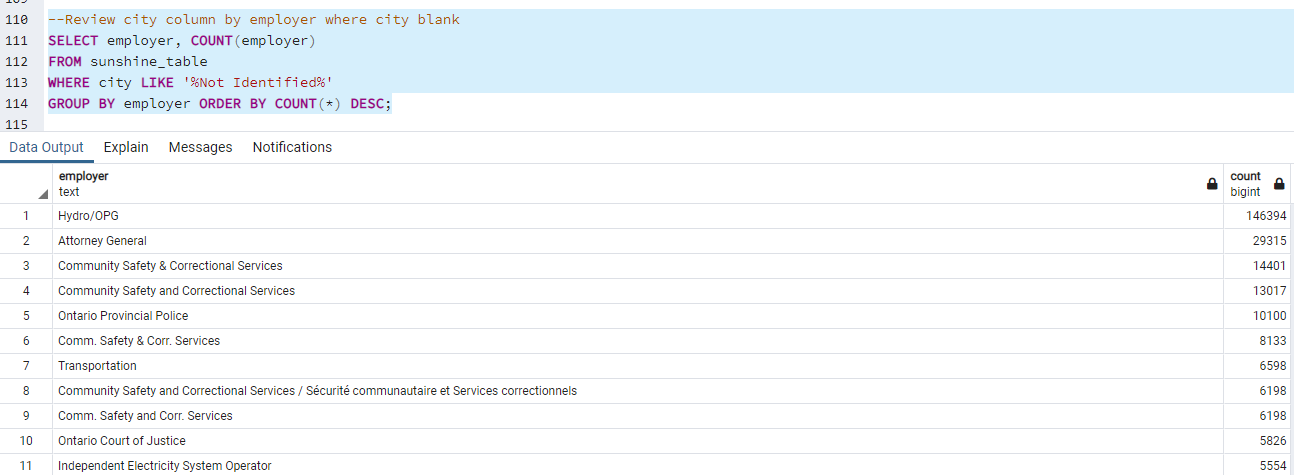 110 --Review city column by employer where city blank
111 SELECT employer, COUNT(employer)
112 FROM sunshine_table
113 WHERE city LIKE '%Not Identified%'
114 GROUP BY employer ORDER BY COUNT(*) DESC;
115
Data Output Explain Messages Notifications
employer count
text bigint
1 Hydro/OPG 146394
2 Attorney General 29315
3 Community Safety & Correctional Services 14401
4 Community Safety and Correctional Services 13017
5 Ontario Provincial Police 10100
6 Comm. Safety & Corr. Services 8133
7 Transportation 6598
8 Community Safety and Correctional Services / Sécurité communautaire et Services correctionnels 6198
9 Comm. Safety and Corr. Services 6198
10 Ontario Court of Justice 5826
11 Independent Electricity System Operator 5554